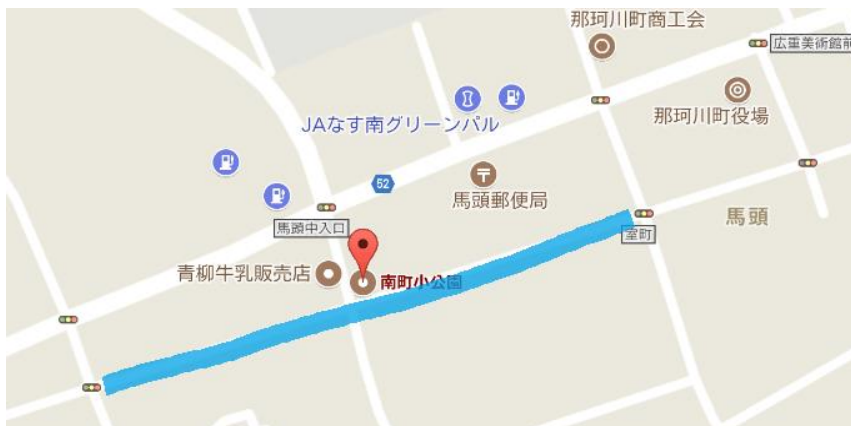 那珂川町商工会
広重美術館前
那珂川町役場
JAなす南グリーンパル
52
〒
馬頭郵便局
馬頭
馬頭中入口
室町
青柳牛乳販売店
南町小公園